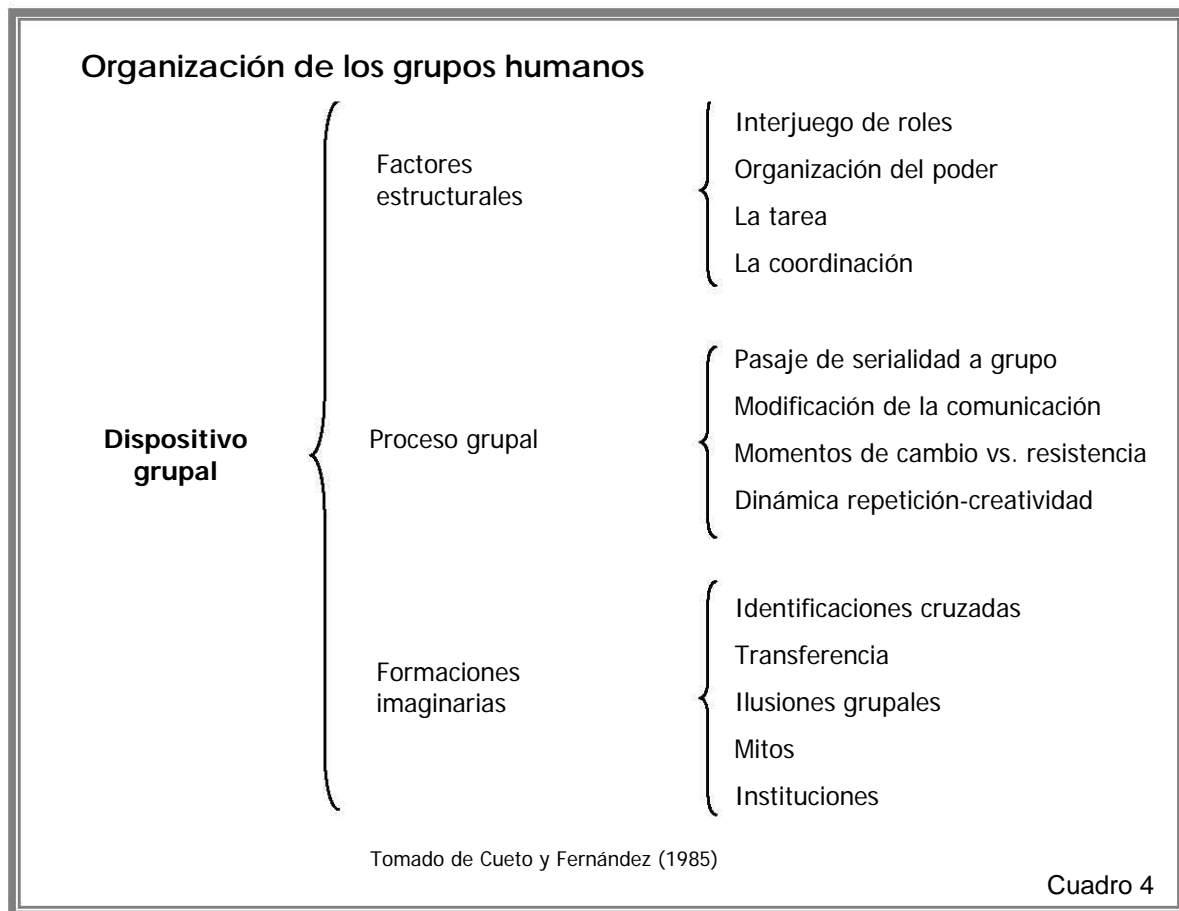 Organización de los grupos humanos
Factores
estructurales
Interjuego de roles
Organización del poder
La tarea
La coordinación
Dispositivo
grupal
Proceso grupal
Pasaje de serialidad a grupo
Modificación de la comunicación
Momentos de cambio vs. resistencia
Dinámica repetición-creatividad
Formaciones
imaginarias
Identificaciones cruzadas
Transferencia
Ilusiones grupales
Mitos
Instituciones
Tomado de Cueto y Fernández (1985)
Cuadro 4